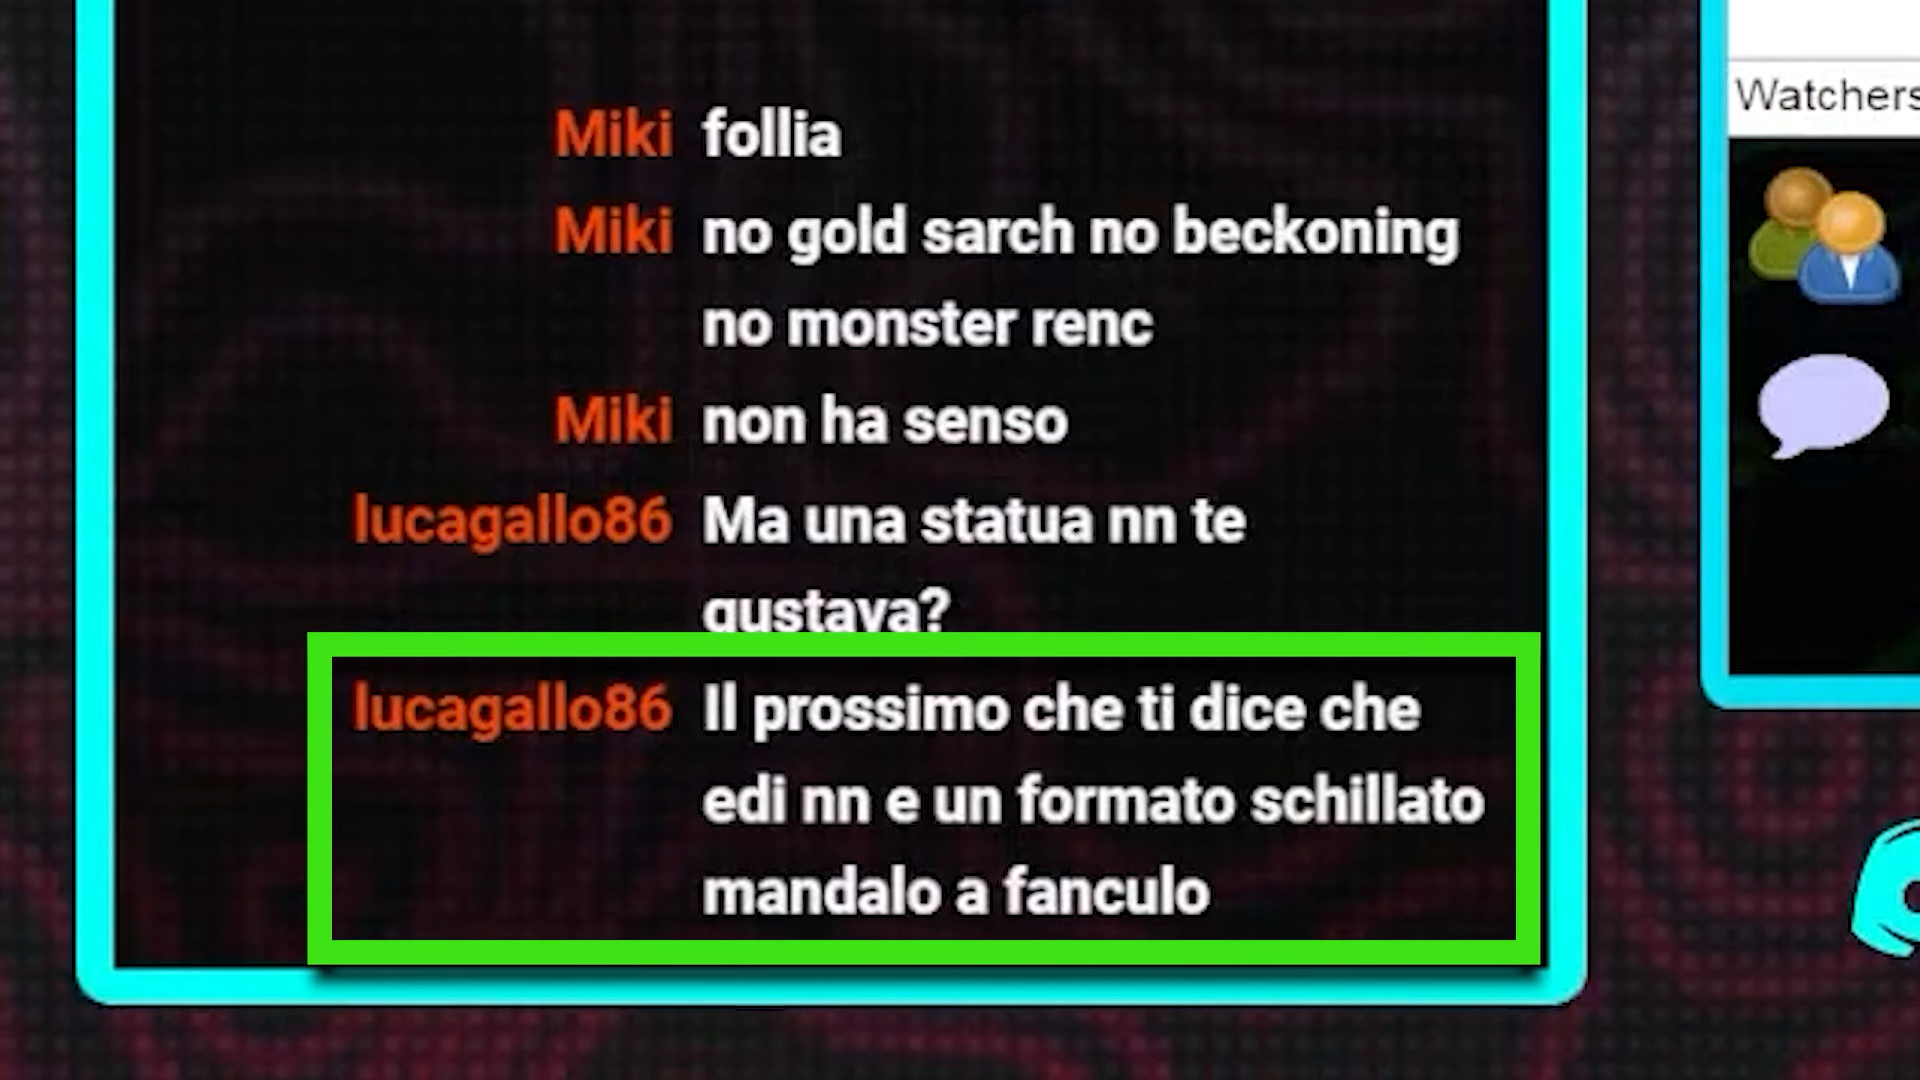 Watchers
Miki follia
Miki no gold sarch no beckoning
no monster renc
Miki non ha senso
lucagallo86 Ma una statua nn te
gustava?
lucagallo86 Il prossimo che ti dice che
edi nn e un formato schillato
mandalo a fanculo